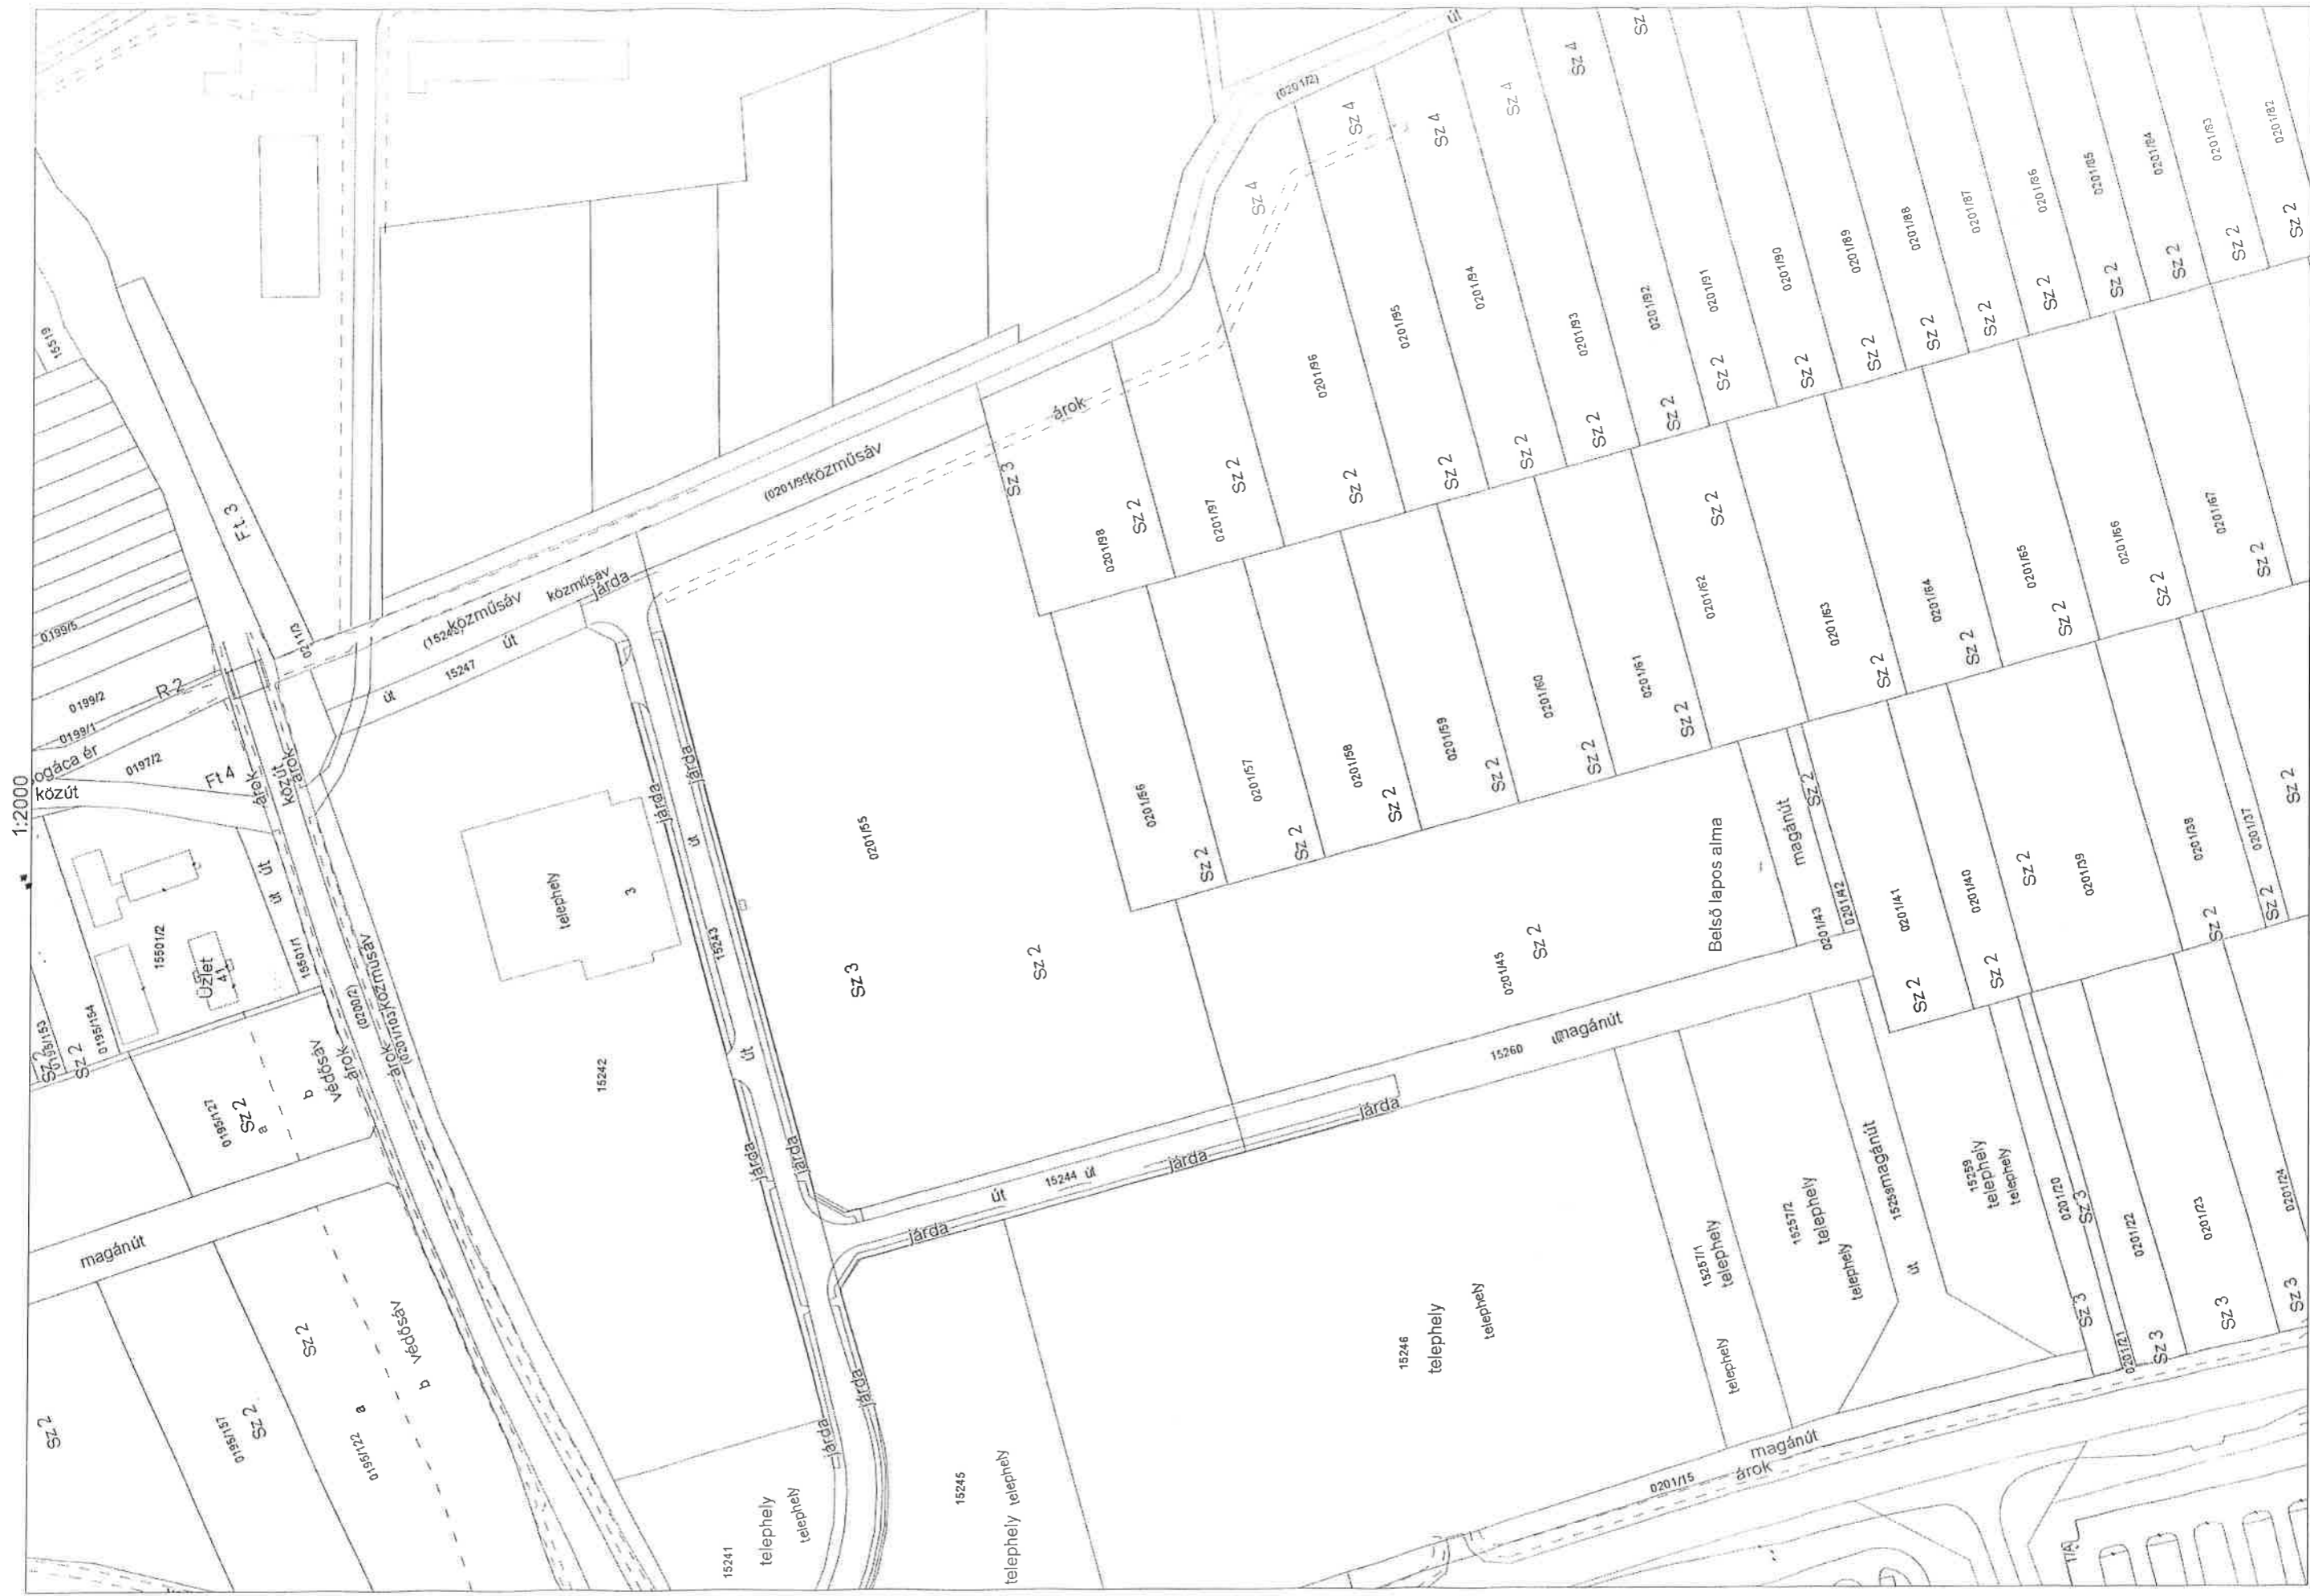 1:2000
15519
0199/5
0199/2
0199/1
R 2
ogáca ér
közút
0197/2
Ft 4
F.t.3
0211/3
árok
közút
árok
út
út
15501/1
15501/2
Üzlet
41
0195/153
Sz 2
Sz 2
0195/154
(0200/2)
(0201/103)
közműsáv
árok
árok
védősáv
b
0195/127
Sz 2
a
magánút
Sz 2
Sz 2
0195/157
Sz 2
0195/122
a
b
védősáv
közműsáv
közműsáv
járda
út
út
15247
(0201/99
közműsáv
telephely
3
járda
járda
út
15243
15242
út
járda
járda
járda
járda
15241
telephely
telephely
15245
telephely
telephely
0201/55
Sz 3
Sz 2
út
15244
út
járda
járda
járda
15246
telephely
telephely
15260
magánút
0201/45
Sz 2
Belső lapos alma
út
(0201/2)
Sz 4
Sz 4
Sz 4
Sz 4
Sz 4
Sz
árok
Sz 3
0201/98
Sz 2
0201/97
Sz 2
0201/96
Sz 2
0201/95
Sz 2
0201/94
Sz 2
0201/93
Sz 2
0201/92
Sz 2
0201/91
Sz 2
0201/90
Sz 2
0201/89
Sz 2
0201/88
Sz 2
0201/87
Sz 2
0201/86
Sz 2
0201/85
Sz 2
0201/84
Sz 2
0201/83
Sz 2
0201/82
Sz 2
0201/56
Sz 2
0201/57
Sz 2
0201/58
Sz 2
0201/59
Sz 2
0201/60
Sz 2
0201/61
Sz 2
0201/62
Sz 2
0201/63
Sz 2
0201/64
Sz 2
0201/65
Sz 2
0201/66
Sz 2
0201/67
Sz 2
magánút
Sz 2
0201/43
0201/42
0201/41
Sz 2
0201/40
Sz 2
Sz 2
0201/39
0201/38
Sz 2
0201/37
Sz 2
Sz 2
15257/1
telephely
telephely
15257/2
telephely
telephely
15258
magánút
út
15259
telephely
telephely
0201/20
Sz 3
Sz 3
0201/21
0201/22
Sz 3
0201/23
Sz 3
0201/24
Sz 3
magánút
0201/15
árok